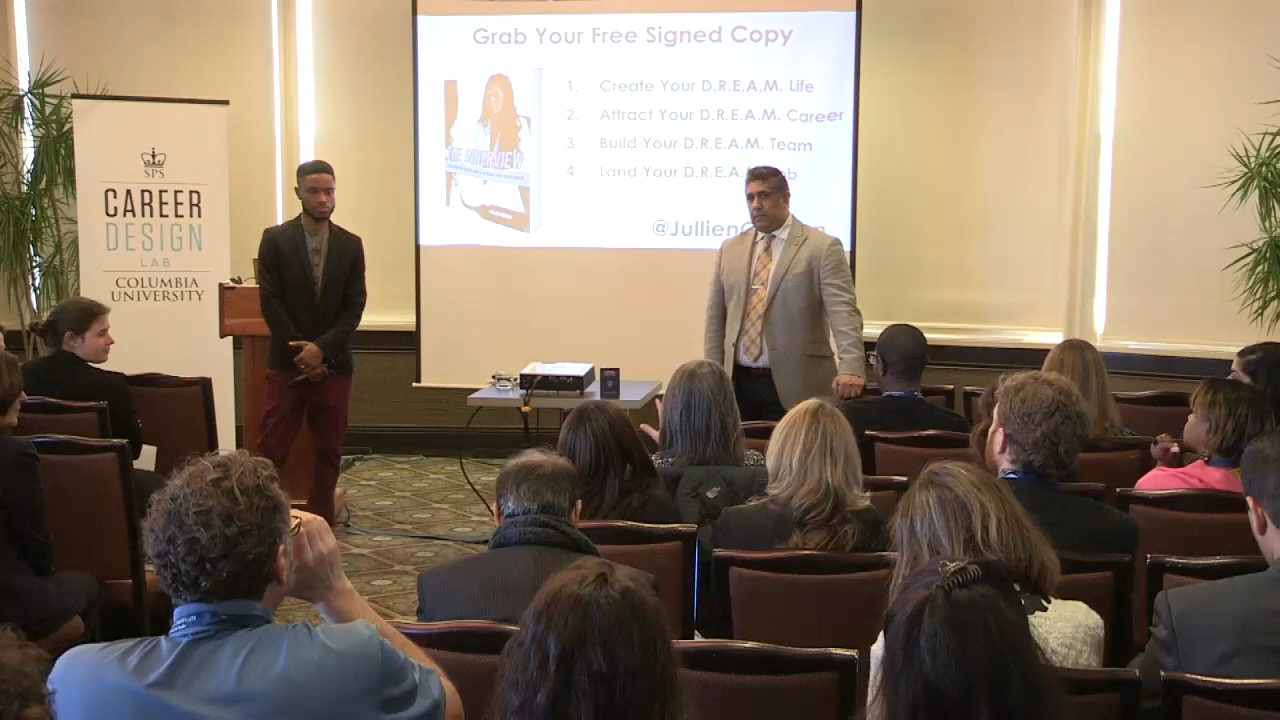 Grab Your Free Signed Copy
1. Create Your D.R.E.A.M. Life
2. Attract Your D.R.E.A.M. Career
3. Build Your D.R.E.A.M. Team
4 Land Your D.R.E.A.
SPS
CAREER
DESIGN
LAB
COLUMBIA
UNIVERSITY